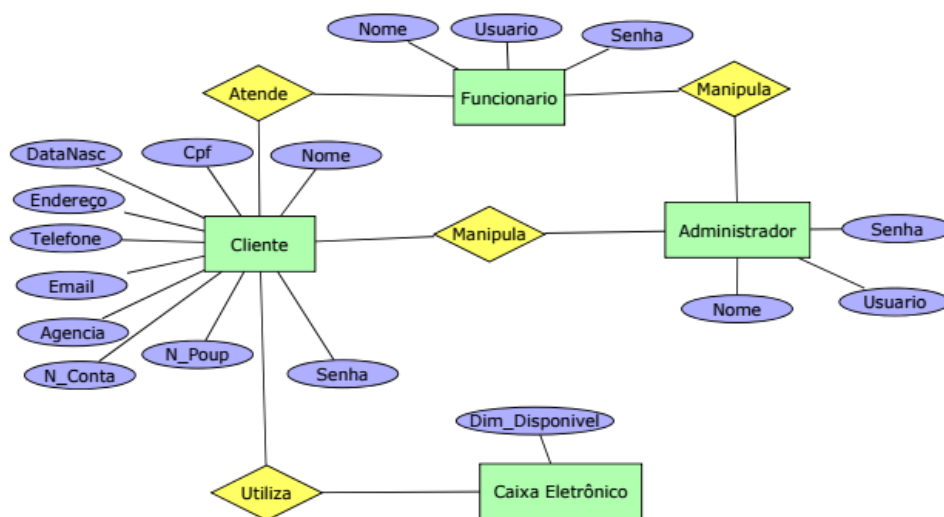 Nome
Usuario
Senha
Atende
Funcionario
Manipula
DataNasc
Cpf
Nome
Endereço
Telefone
Cliente
Manipula
Administrador
Senha
Email
Nome
Usuario
Agencia
N_Conta
N_Poup
Senha
Dim_Disponivel
Utiliza
Caixa Eletrônico